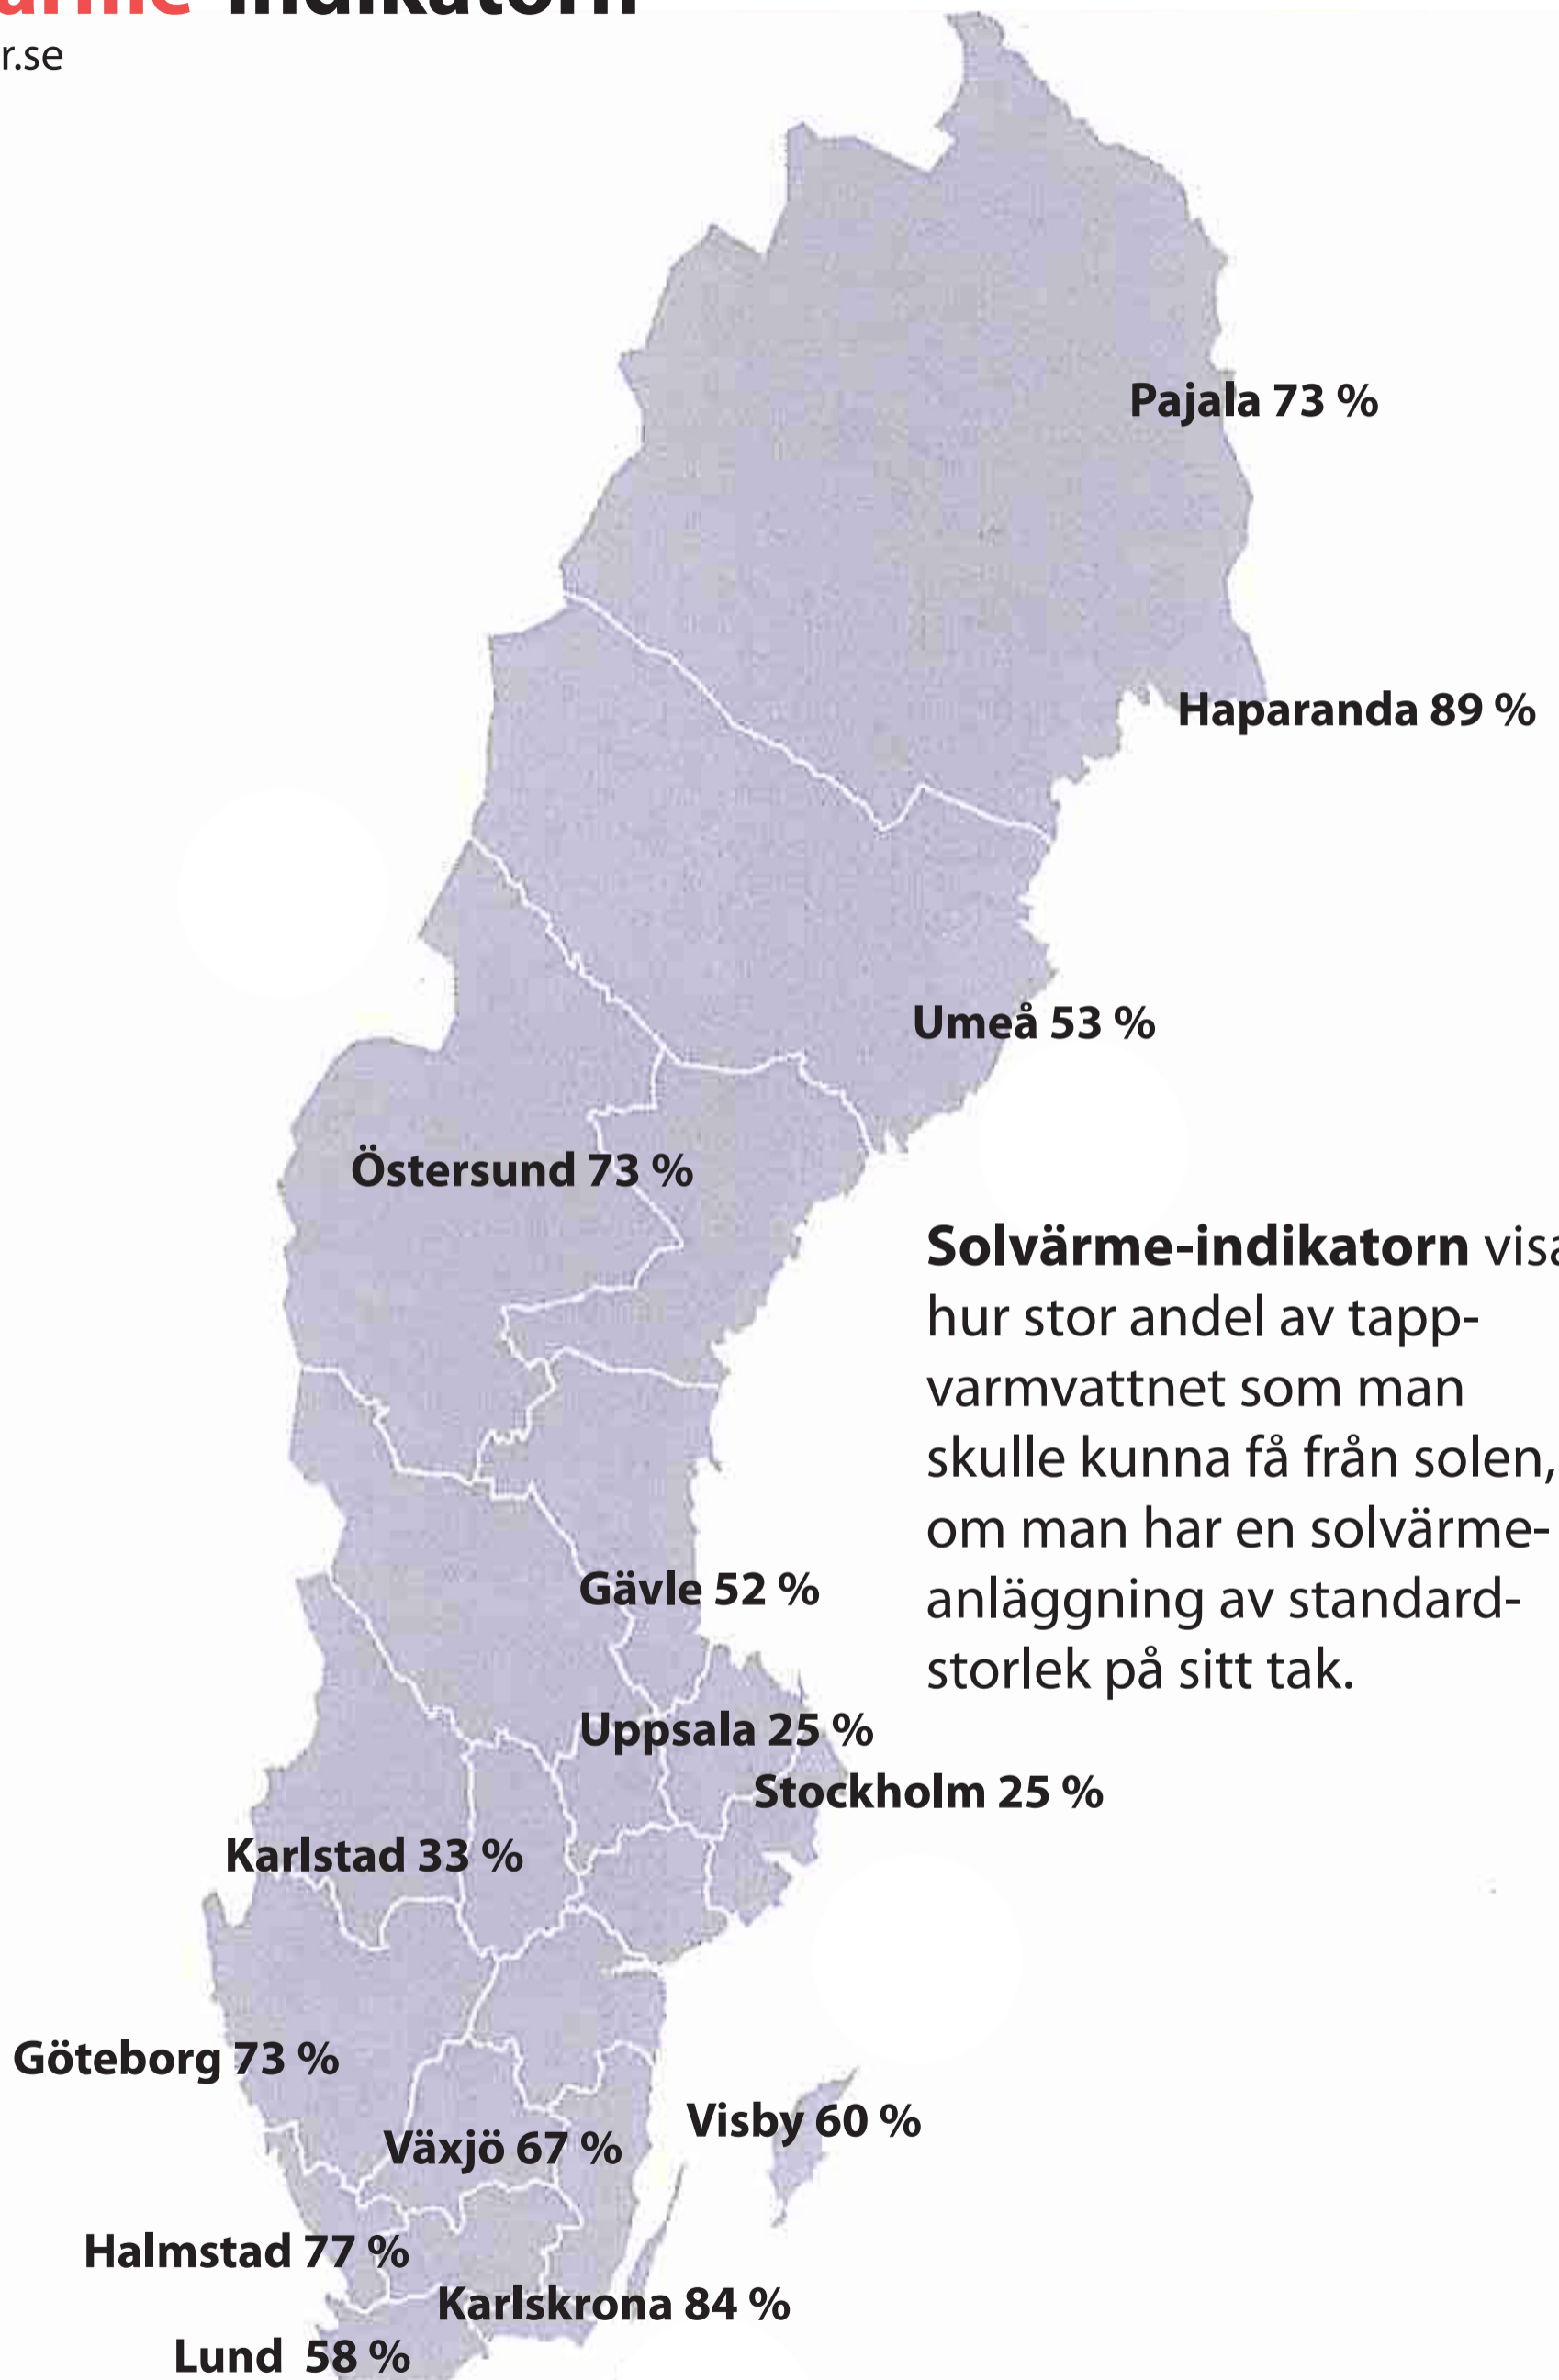 r.se
Pajala 73 %
Haparanda 89 %
Umeå 53 %
Östersund 73 %
Solvärme-indikatorn
hur stor andel av tapp-
varmvattnet som man
skulle kunna få från solen,
om man har en solvärme-
anläggning av standard-
storlek på sitt tak.
Gävle 52 %
Uppsala 25 %
Stockholm 25 %
Karlstad 33 %
Göteborg 73 %
Visby 60 %
Växjö 67 %
Halmstad 77 %
Karlskrona 84 %
Lund 58 %